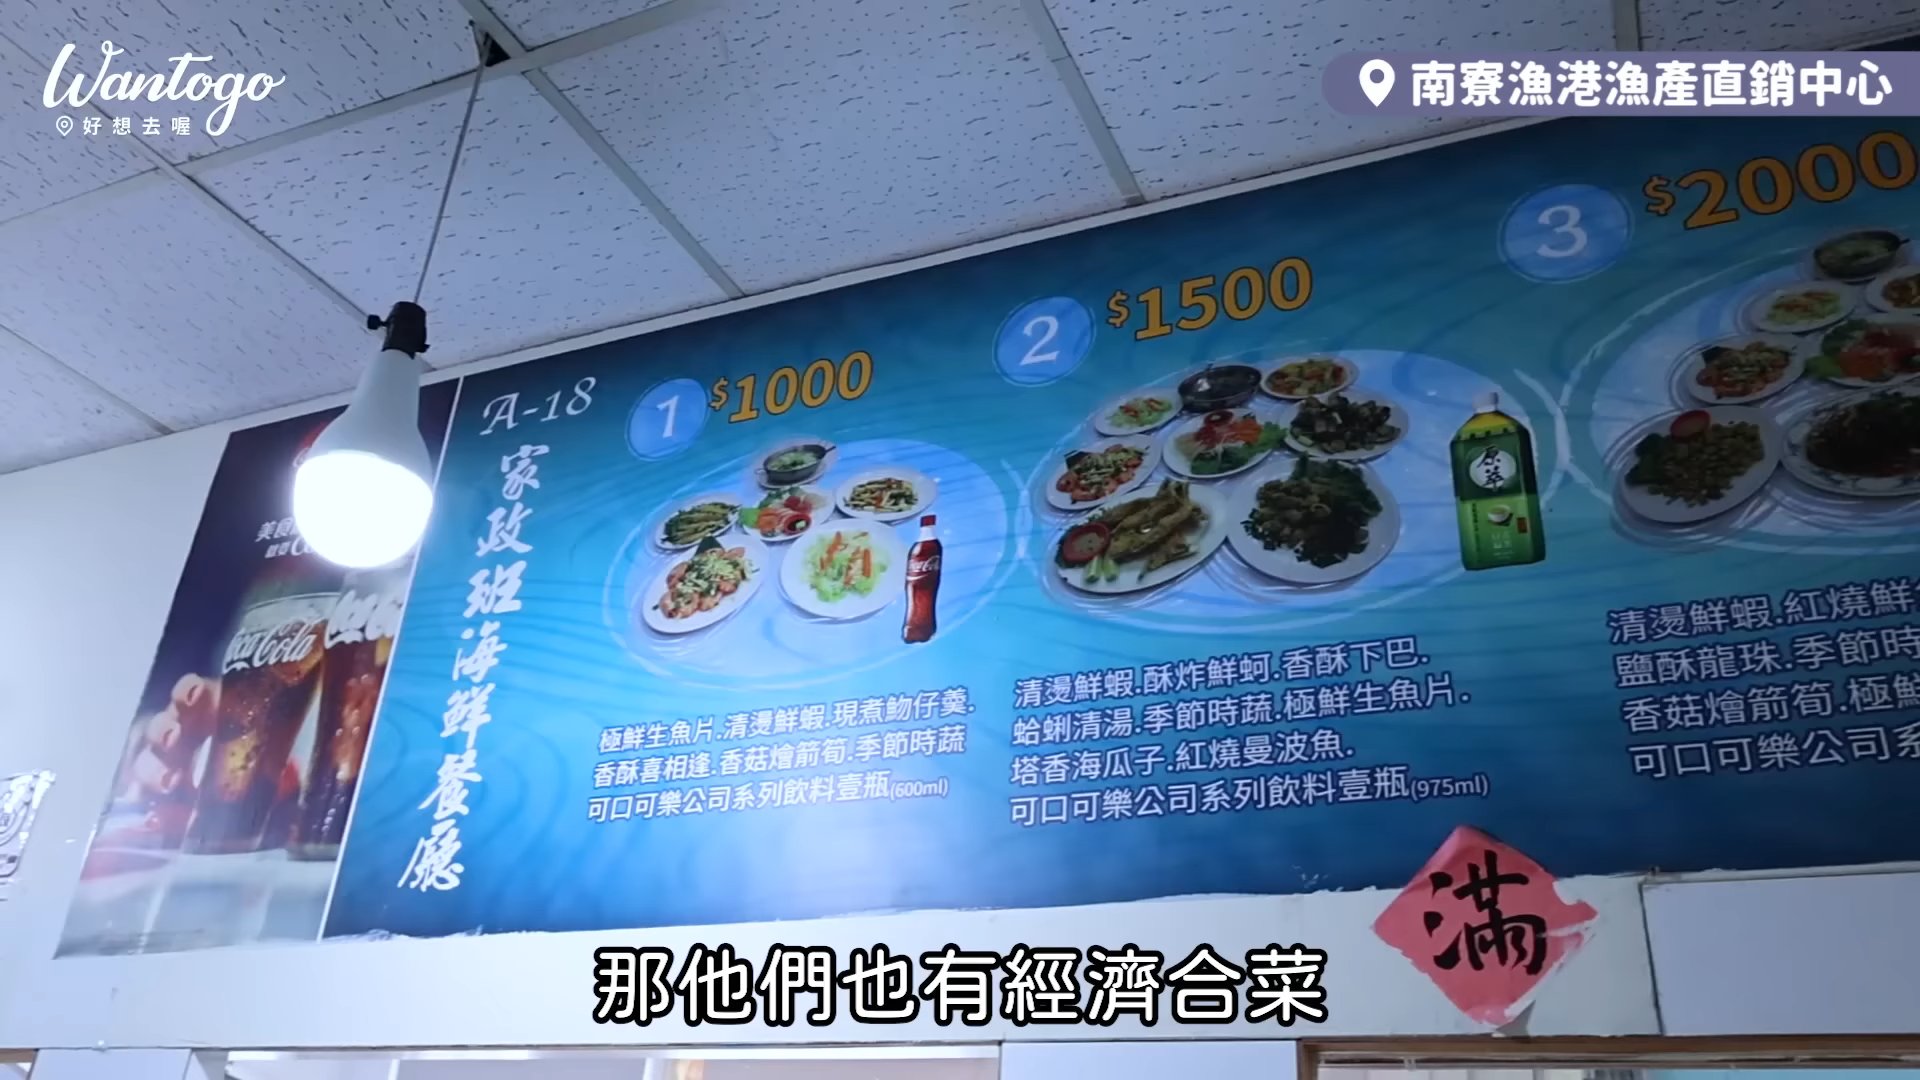 Wantogo
好想去喔
南寮漁港漁產直銷中心
A-18
家政班海鮮餐廳
美食
Coca-Cola
1
$1000
極鮮生魚片.清燙鮮蝦.現煮魩仔羹.
香酥喜相逢.香菇燴箭筍.季節時蔬
可口可樂公司系列飲料壹瓶(600ml)
2
$1500
原萃
清燙鮮蝦.酥炸鮮蚵.香酥下巴.
蛤蜊清湯.季節時蔬.極鮮生魚片.
塔香海瓜子.紅燒曼波魚.
可口可樂公司系列飲料壹瓶(975ml)
3
$2000
清燙鮮蝦.紅燒鮮
鹽酥龍珠.季節時
香菇燴箭筍.極鮮
可口可樂公司系
滿
那他們也有經濟合菜